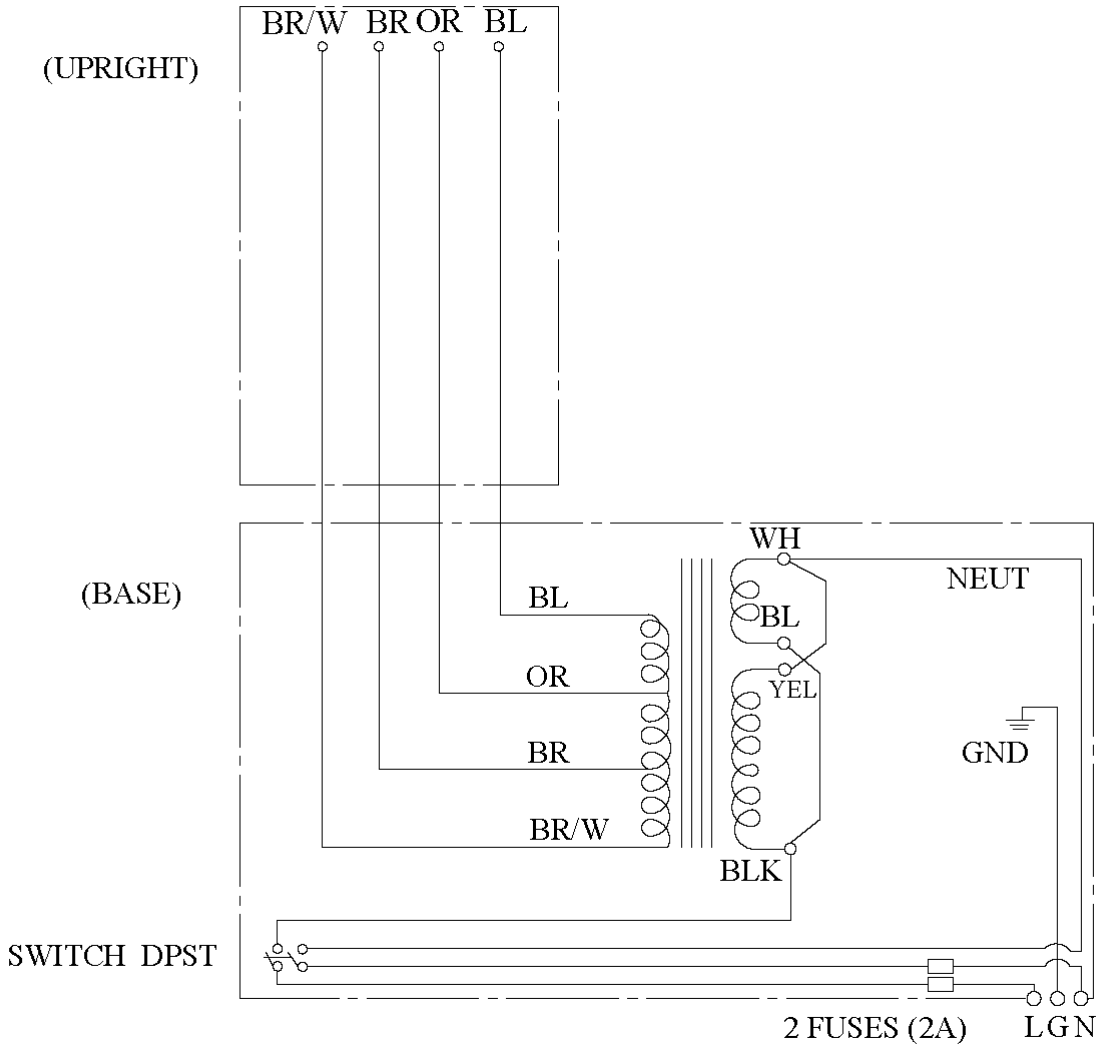 BR/W BR OR BL
(UPRIGHT)
WH
NEUT
(BASE)
BL
BL
OR
YEL
BR
GND
BR/W
BLK
SWITCH DPST
2 FUSES (2A)
L G N